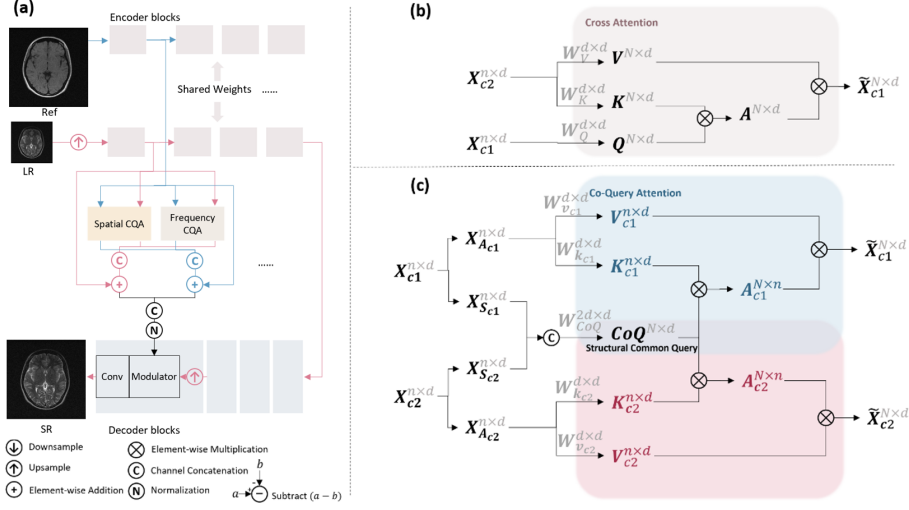 (a)
Encoder blocks
Ref
Shared Weights ......
LR
Spatial CQA
Frequency
CQA
C
C
+
+
......
C
N
Conv
Modulator
SR
Decoder blocks
Downsample
Upsample
+ Element-wise Addition
Element-wise Multiplication
C Channel Concatenation
N Normalization
b
a
Subtract (a − b)
(b)
Cross Attention
X_{c2}^{n×d}
W_V^{d×d}
V^{N×d}
W_K^{d×d}
K^{N×d}
A^{N×d}
X̃_{c1}^{N×d}
X_{c1}^{n×d}
W_Q^{d×d}
Q^{N×d}
(c)
Co-Query Attention
X_{c1}^{n×d}
X_{A_{c1}}^{n×d}
W_{v_{c1}}^{d×d}
V_{c1}^{n×d}
W_{k_{c1}}^{d×d}
K_{c1}^{n×d}
A_{c1}^{N×n}
X̃_{c1}^{N×d}
X_{S_{c1}}^{n×d}
C
W_{CoQ}^{2d×d}
CoQ^{N×d}
Structural Common Query
X_{S_{c2}}^{n×d}
X_{c2}^{n×d}
X_{A_{c2}}^{n×d}
W_{k_{c2}}^{d×d}
K_{c2}^{n×d}
A_{c2}^{N×n}
X̃_{c2}^{N×d}
W_{v_{c2}}^{d×d}
V_{c2}^{n×d}